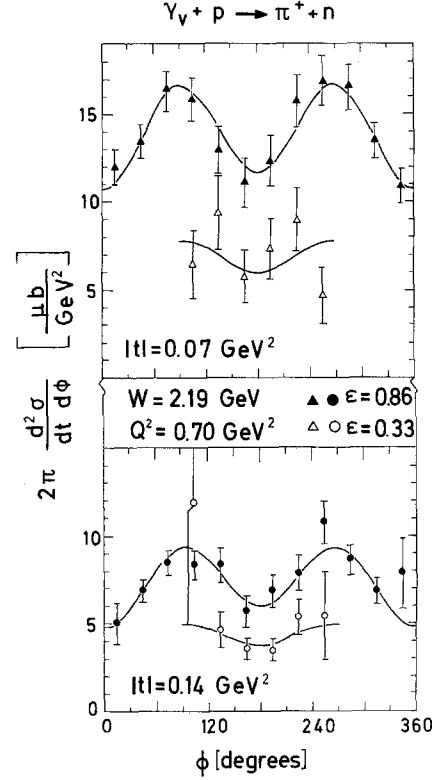 γv + p → π+ + n
15
10
5
2π d²σ / dt dϕ [ μb / GeV² ]
|t|=0.07 GeV²
W = 2.19 GeV ▲ ● ε=0.86
Q² = 0.70 GeV² △ ○ ε=0.33
10
5
0
|t|=0.14 GeV²
0 120 240 360
ϕ [degrees]